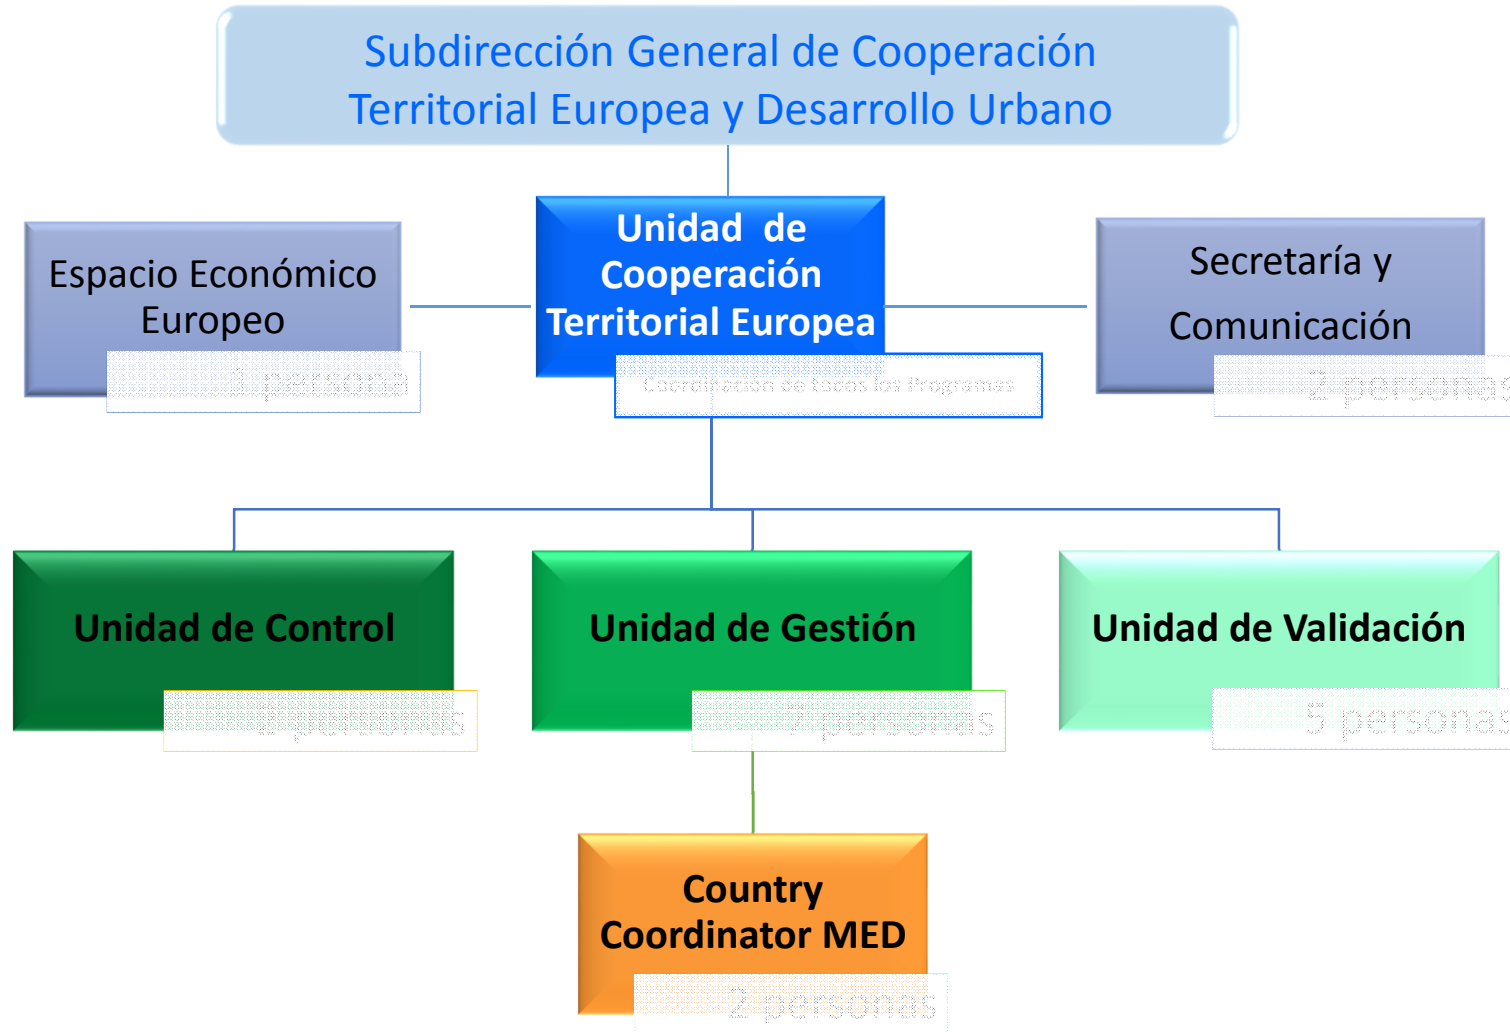 Subdirección General de Cooperación
Territorial Europea y Desarrollo Urbano
Unidad de
Cooperación
Territorial Europea
Coordinación de todos los Programas
Espacio Económico
Europeo
1 persona
Secretaría y
Comunicación
2 personas
Unidad de Control
personas
Unidad de Gestión
7 personas
Unidad de Validación
5 personas
Country
Coordinator MED
2 personas